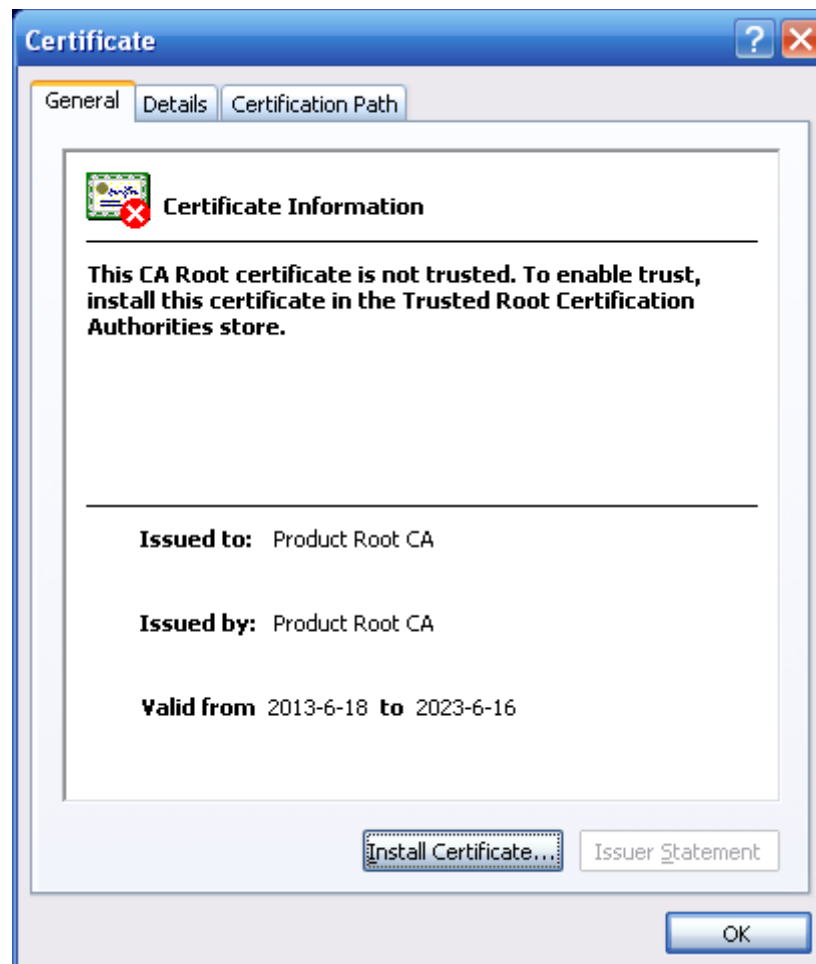 Certificate
General Details Certification Path
Certificate Information
This CA Root certificate is not trusted. To enable trust,
install this certificate in the Trusted Root Certification
Authorities store.
Issued to: Product Root CA
Issued by: Product Root CA
Valid from 2013-6-18 to 2023-6-16
Install Certificate... Issuer Statement
OK